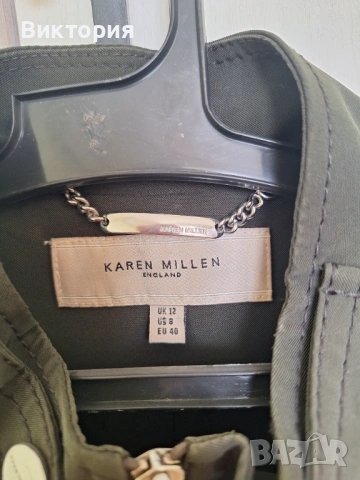 Виктория
KAREN MILLEN
KAREN MILLEN
ENGLAND
UK 12
US 8
EU 40
BAZAR